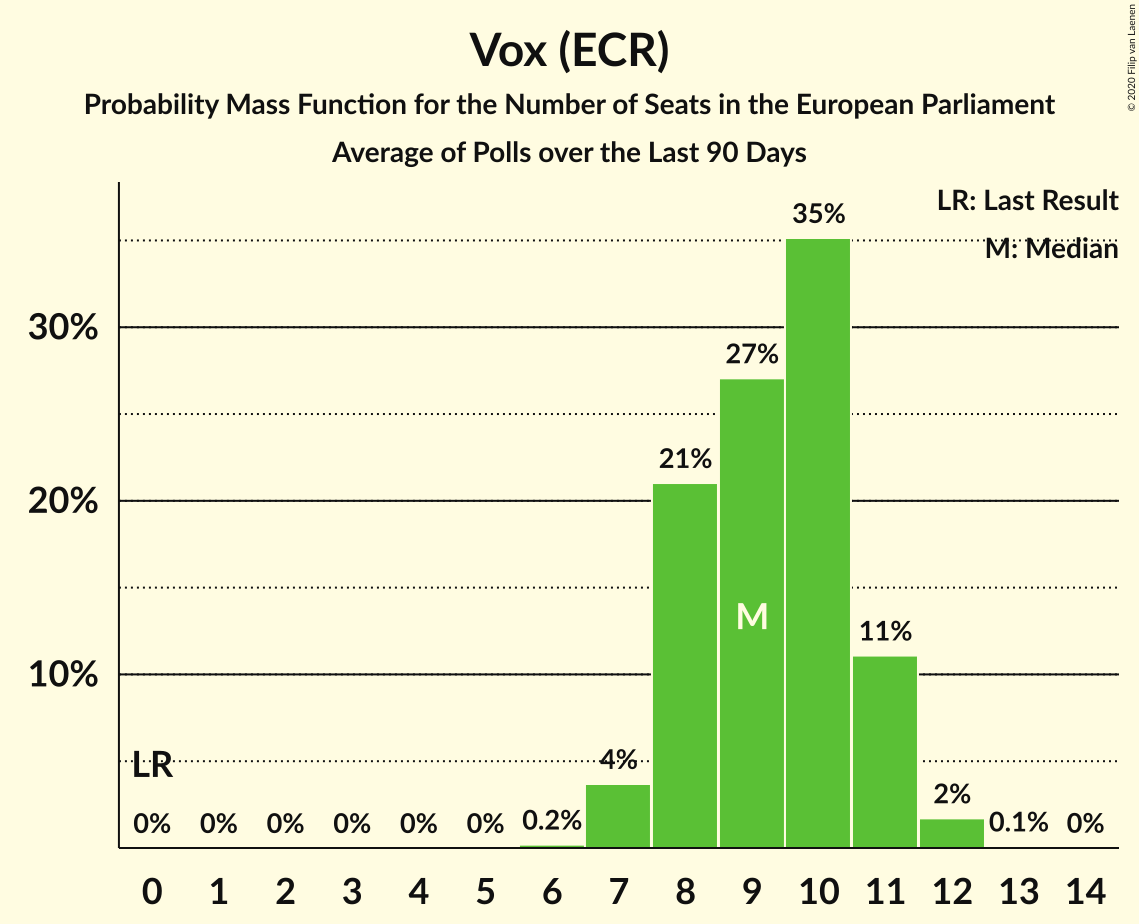 Vox (ECR)
Probability Mass Function for the Number of Seats in the European Parliament
Average of Polls over the Last 90 Days
© 2020 Filip van Laenen
LR: Last Result
M: Median
35%
30%
27%
21%
20%
M
11%
10%
LR
4%
2%
0% 0% 0% 0% 0% 0% 0.2% 0.1% 0%
0 1 2 3 4 5 6 7 8 9 10 11 12 13 14